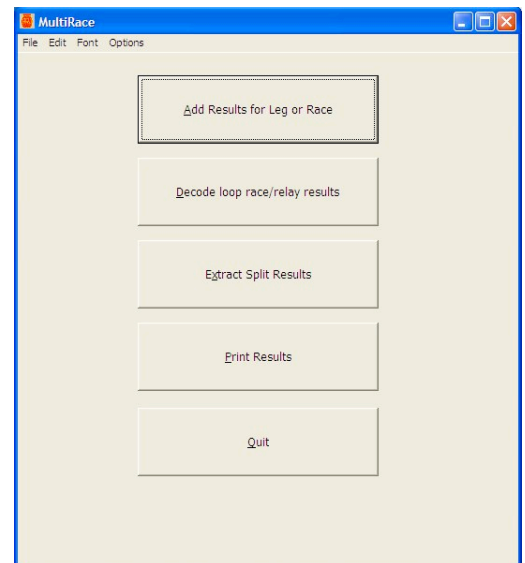 MultiRace
File Edit Font Options
Add Results for Leg or Race
Decode loop race/relay results
Extract Split Results
Print Results
Quit